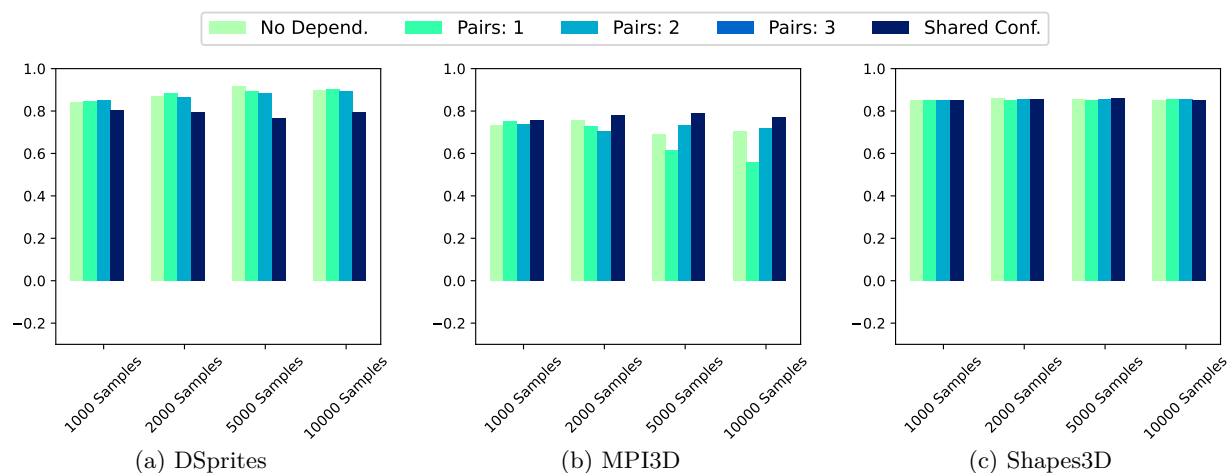 No Depend. Pairs: 1 Pairs: 2 Pairs: 3 Shared Conf.
1.0
0.8
0.6
0.4
0.2
0.0
−0.2
1000 Samples
2000 Samples
5000 Samples
10000 Samples
(a) DSprites
1.0
0.8
0.6
0.4
0.2
0.0
−0.2
1000 Samples
2000 Samples
5000 Samples
10000 Samples
(b) MPI3D
1.0
0.8
0.6
0.4
0.2
0.0
−0.2
1000 Samples
2000 Samples
5000 Samples
10000 Samples
(c) Shapes3D